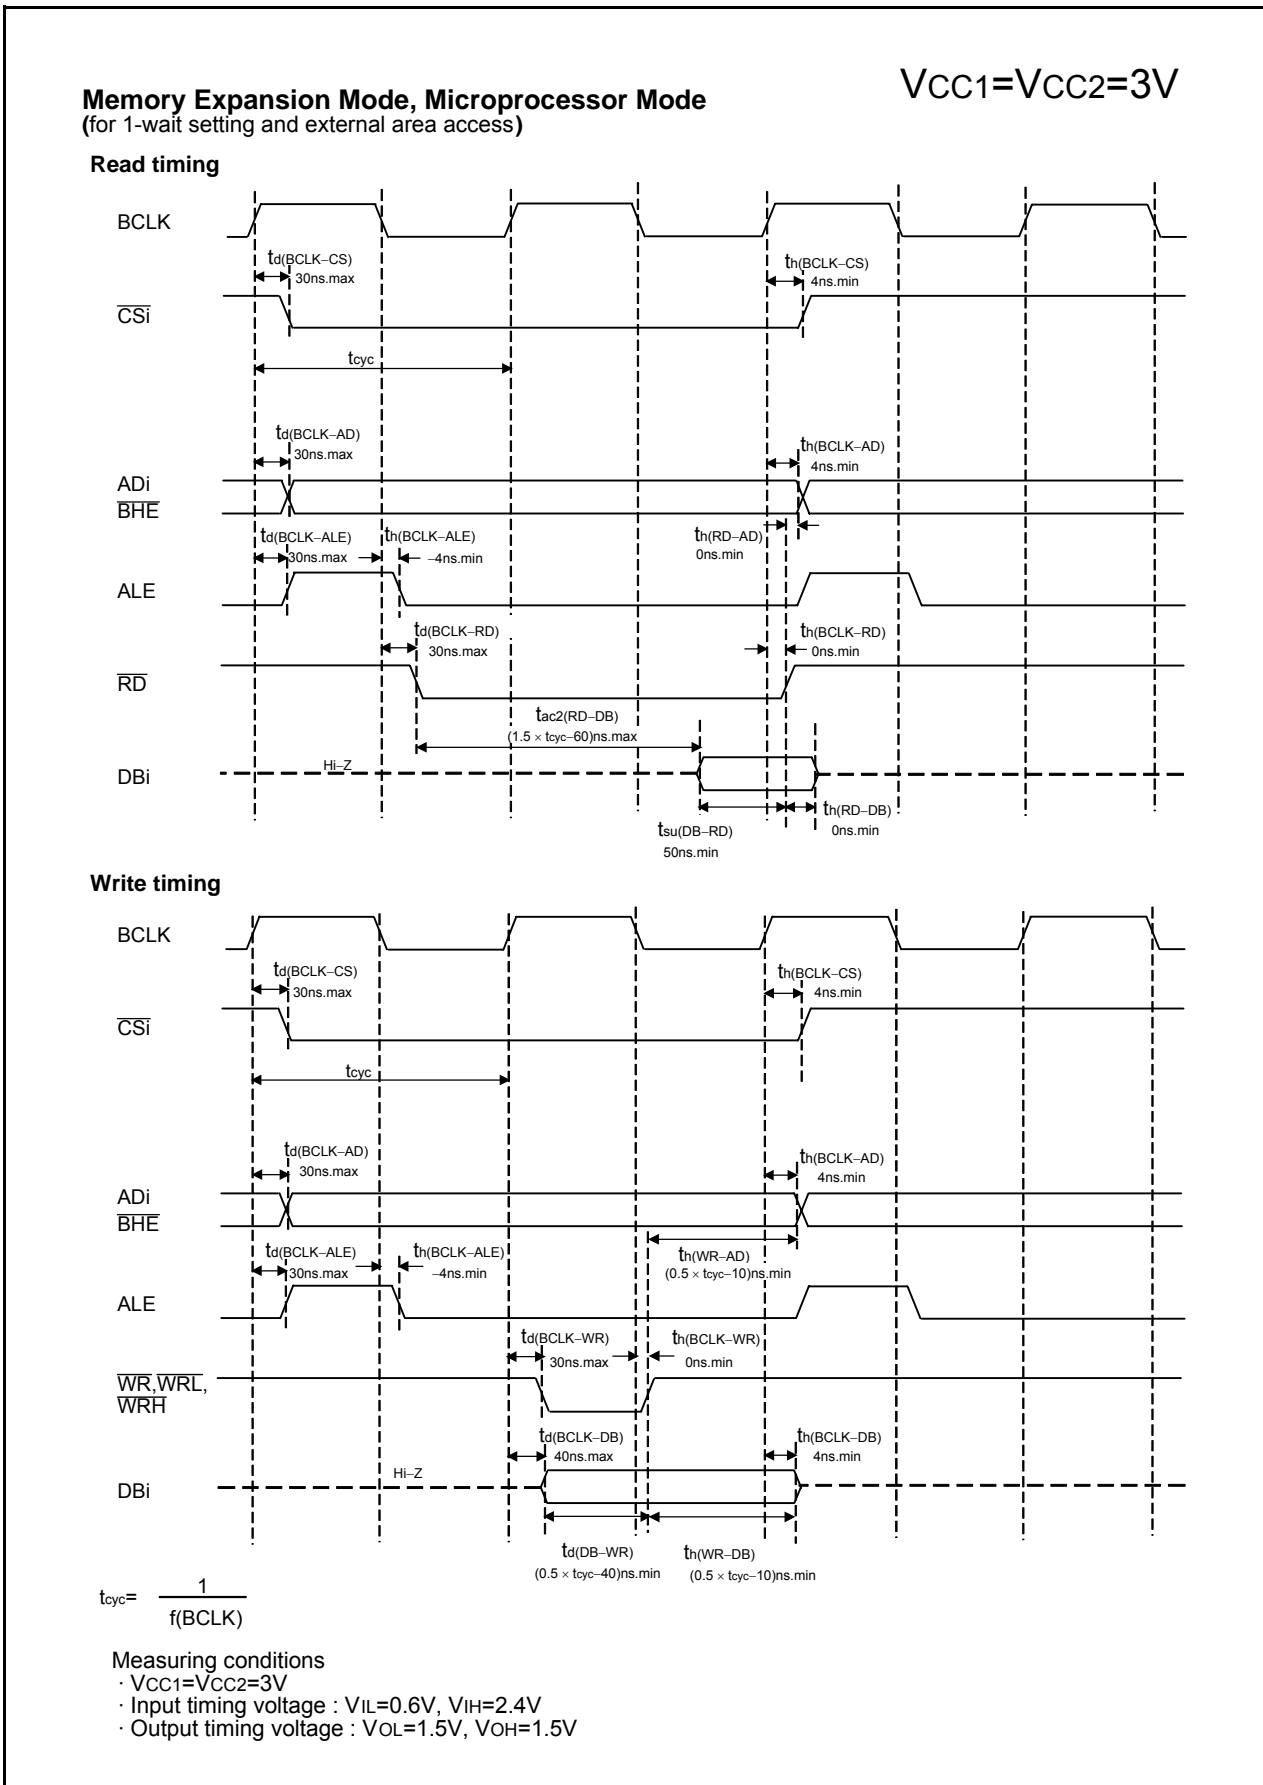 VCC1=VCC2=3V
Memory Expansion Mode, Microprocessor Mode
(for 1-wait setting and external area access)
Read timing
BCLK
td(BCLK–CS)
30ns.max
th(BCLK–CS)
4ns.min
CSi
tcyc
td(BCLK–AD)
30ns.max
th(BCLK–AD)
4ns.min
ADi
BHE
td(BCLK–ALE)
30ns.max
th(BCLK–ALE)
–4ns.min
th(RD–AD)
0ns.min
ALE
td(BCLK–RD)
30ns.max
th(BCLK–RD)
0ns.min
RD
tac2(RD–DB)
(1.5 × tcyc–60)ns.max
Hi–Z
DBi
tsu(DB–RD)
50ns.min
th(RD–DB)
0ns.min
Write timing
BCLK
td(BCLK–CS)
30ns.max
th(BCLK–CS)
4ns.min
CSi
tcyc
td(BCLK–AD)
30ns.max
th(BCLK–AD)
4ns.min
ADi
BHE
td(BCLK–ALE)
30ns.max
th(BCLK–ALE)
–4ns.min
th(WR–AD)
(0.5 × tcyc–10)ns.min
ALE
td(BCLK–WR)
30ns.max
th(BCLK–WR)
0ns.min
WR,WRL,
WRH
td(BCLK–DB)
40ns.max
th(BCLK–DB)
4ns.min
Hi–Z
DBi
td(DB–WR)
(0.5 × tcyc–40)ns.min
th(WR–DB)
(0.5 × tcyc–10)ns.min
tcyc= 1
f(BCLK)
Measuring conditions
· VCC1=VCC2=3V
· Input timing voltage : VIL=0.6V, VIH=2.4V
· Output timing voltage : VOL=1.5V, VOH=1.5V